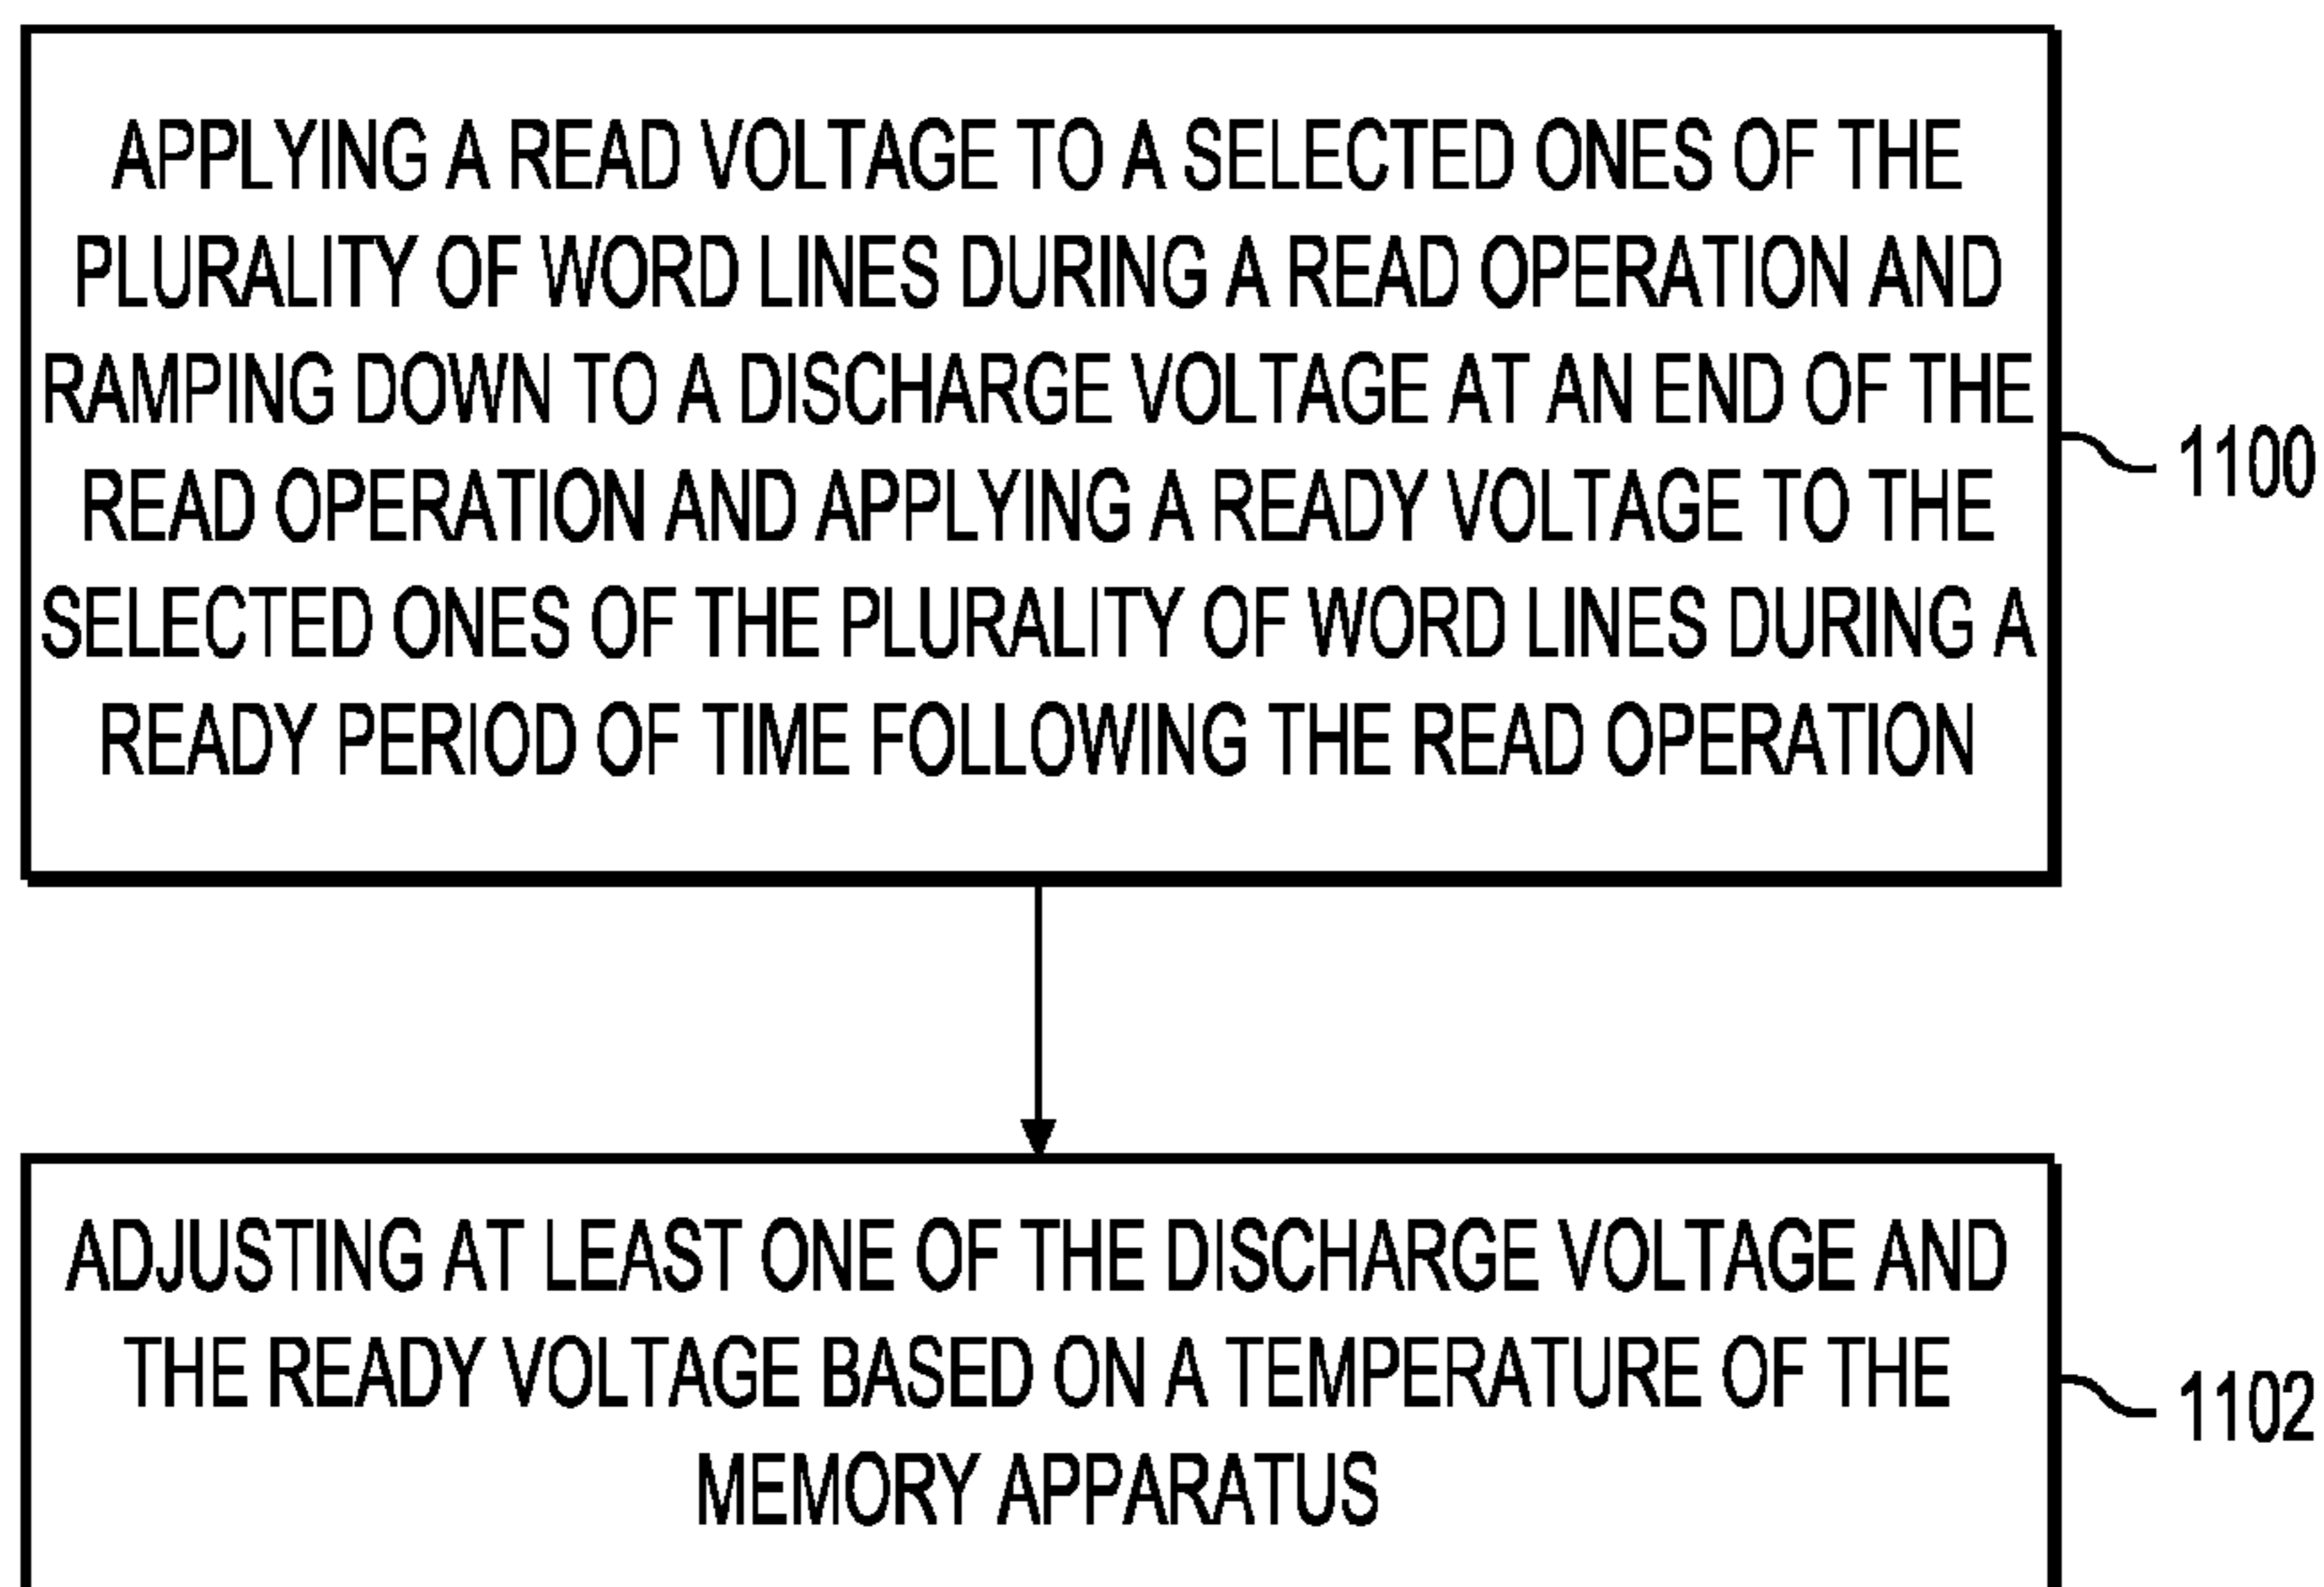 APPLYING A READ VOLTAGE TO A SELECTED ONES OF THE
PLURALITY OF WORD LINES DURING A READ OPERATION AND
RAMPING DOWN TO A DISCHARGE VOLTAGE AT AN END OF THE
READ OPERATION AND APPLYING A READY VOLTAGE TO THE
SELECTED ONES OF THE PLURALITY OF WORD LINES DURING A
READY PERIOD OF TIME FOLLOWING THE READ OPERATION
1100
ADJUSTING AT LEAST ONE OF THE DISCHARGE VOLTAGE AND
THE READY VOLTAGE BASED ON A TEMPERATURE OF THE
MEMORY APPARATUS
1102